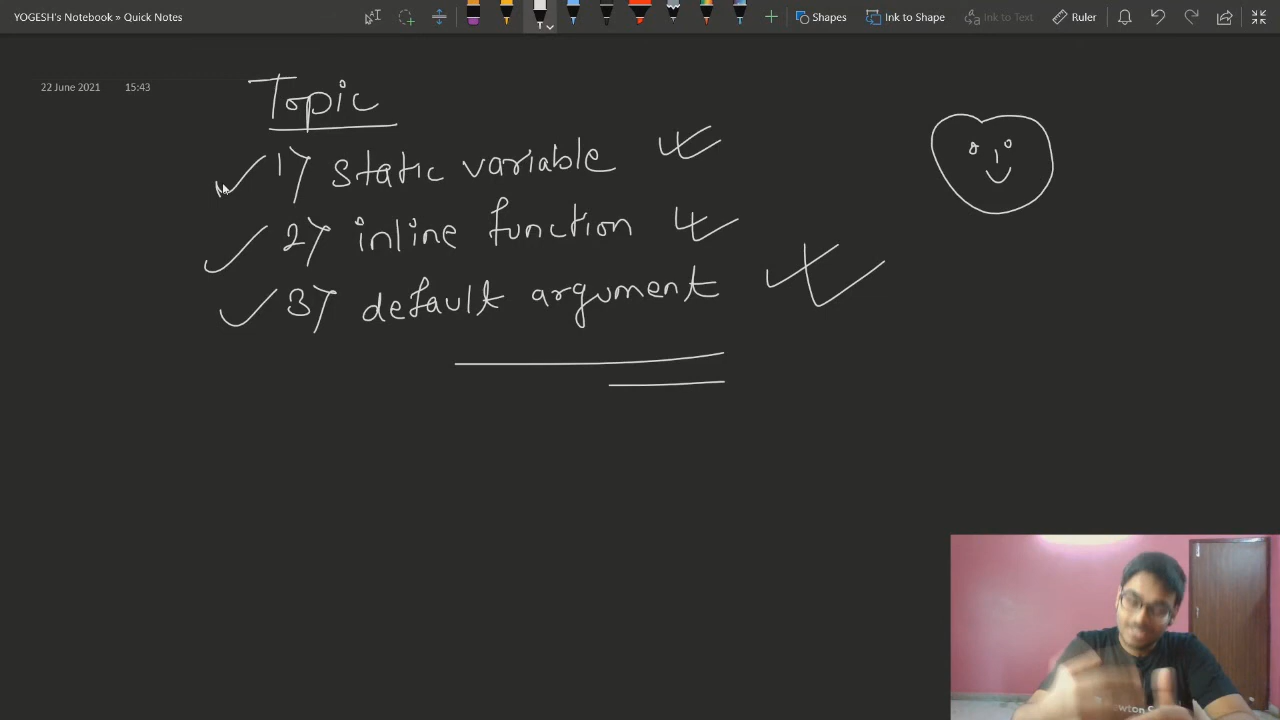 YOGESH's Notebook » Quick Notes
Shapes
Ink to Shape
Ink to Text
Ruler
22 June 2021 15:43
Topic
1) static variable
2) inline function
3) default argument